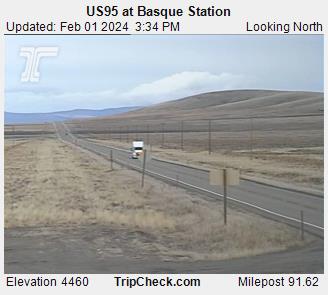 US95 at Basque Station
Updated: Feb 01 2024 3:34 PM Looking North
Elevation 4460 TripCheck.com Milepost 91.62